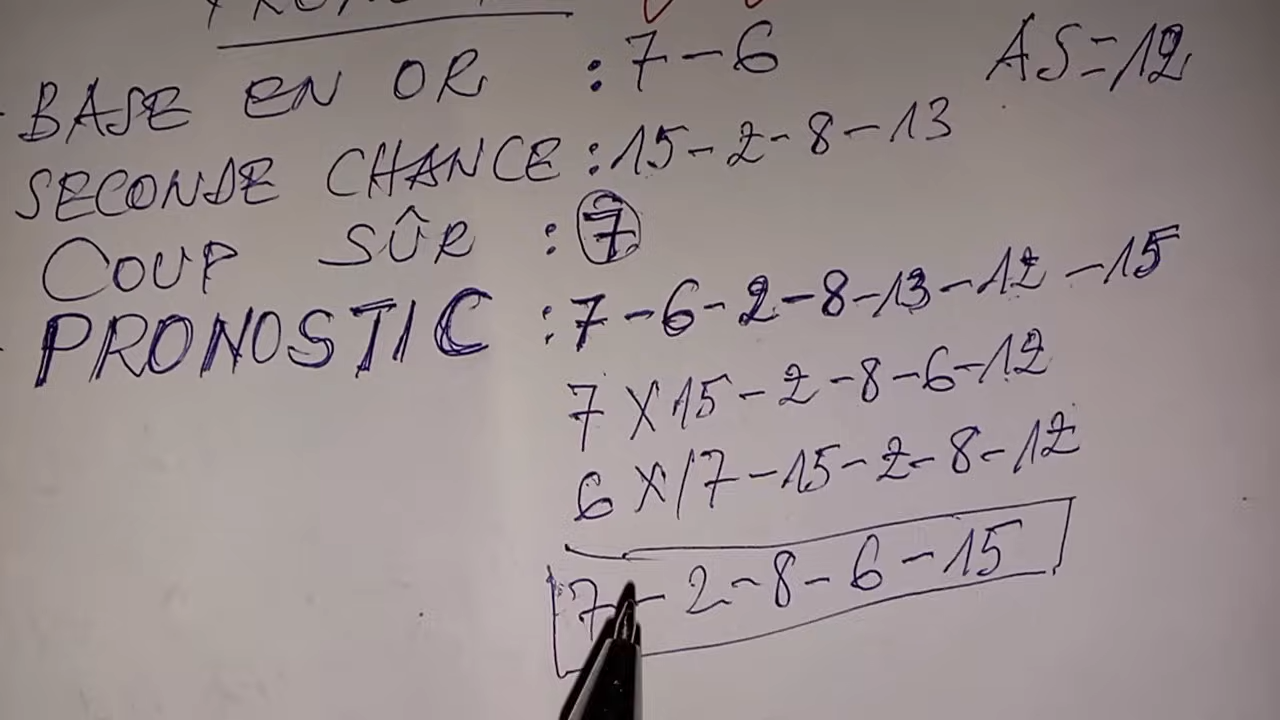 BASE EN OR : 7 - 6 AS = 12
SECONDE CHANCE : 15 - 2 - 8 - 13
COUP SÛR : 7
PRONOSTIC : 7 - 6 - 2 - 8 - 13 - 12 - 15
7 X 15 - 2 - 8 - 6 - 12
6 X / 7 - 15 - 2 - 8 - 12
7 - 2 - 8 - 6 - 15